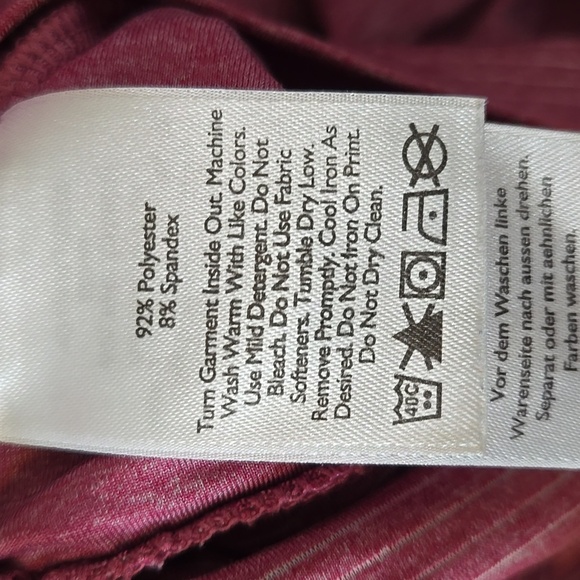 92% Polyester
8% Spandex
Turn Garment Inside Out. Machine
Wash Warm With Like Colors.
Use Mild Detergent. Do Not
Bleach. Do Not Use Fabric
Softeners. Tumble Dry Low.
Remove Promptly. Cool Iron As
Desired. Do Not Iron On Print.
Do Not Dry Clean.
40C
Vor dem Waschen linke
Warenseite nach aussen drehen.
Separat oder mit aehnlichen
Farben waschen.